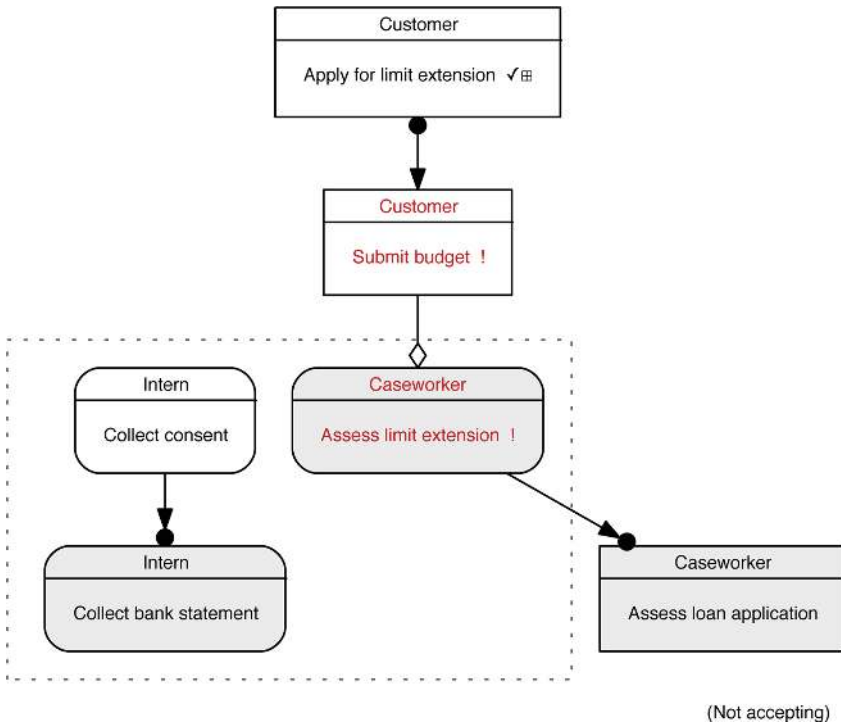 Customer
Apply for limit extension ✓⊞
Customer
Submit budget !
Intern
Collect consent
Caseworker
Assess limit extension !
Intern
Collect bank statement
Caseworker
Assess loan application
(Not accepting)